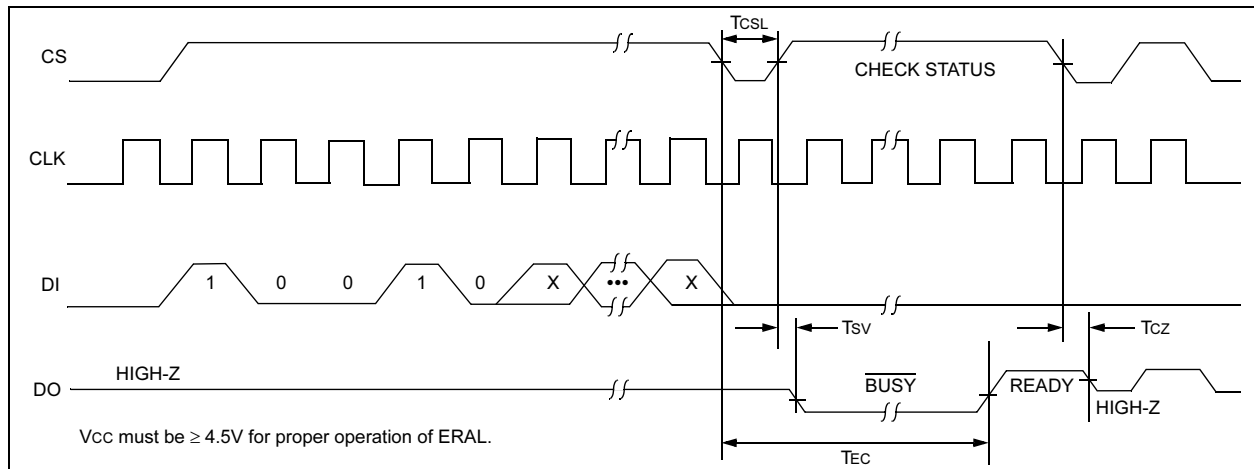 TCSL
CS
CHECK STATUS
CLK
DI
1 0 0 1 0 X ••• X
TSV
TCZ
DO
HIGH-Z
BUSY
READY
HIGH-Z
VCC must be ≥ 4.5V for proper operation of ERAL.
TEC